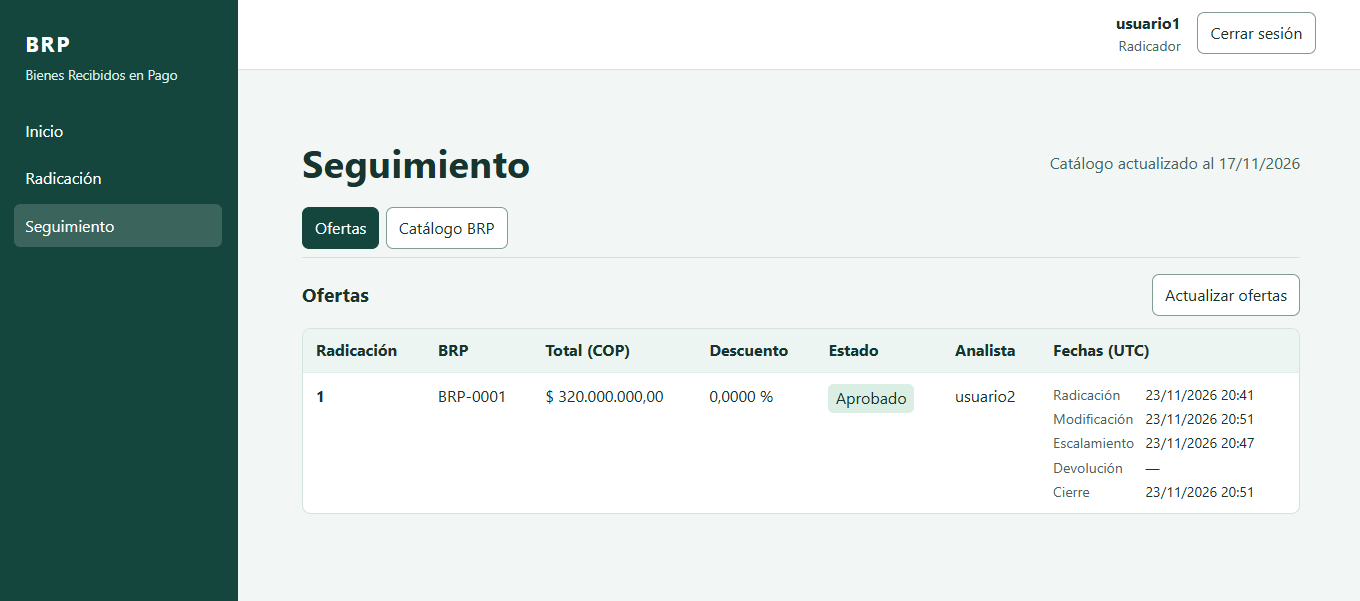 BRP
Bienes Recibidos en Pago
Inicio
Radicación
Seguimiento
usuario1
Radicador
Cerrar sesión
Seguimiento
Catálogo actualizado al 17/11/2026
Ofertas
Catálogo BRP
Ofertas
Actualizar ofertas
Radicación BRP Total (COP) Descuento Estado Analista Fechas (UTC)
1 BRP-0001 $ 320.000.000,00 0,0000 % Aprobado usuario2 Radicación 23/11/2026 20:41
Modificación 23/11/2026 20:51
Escalamiento 23/11/2026 20:47
Devolución —
Cierre 23/11/2026 20:51